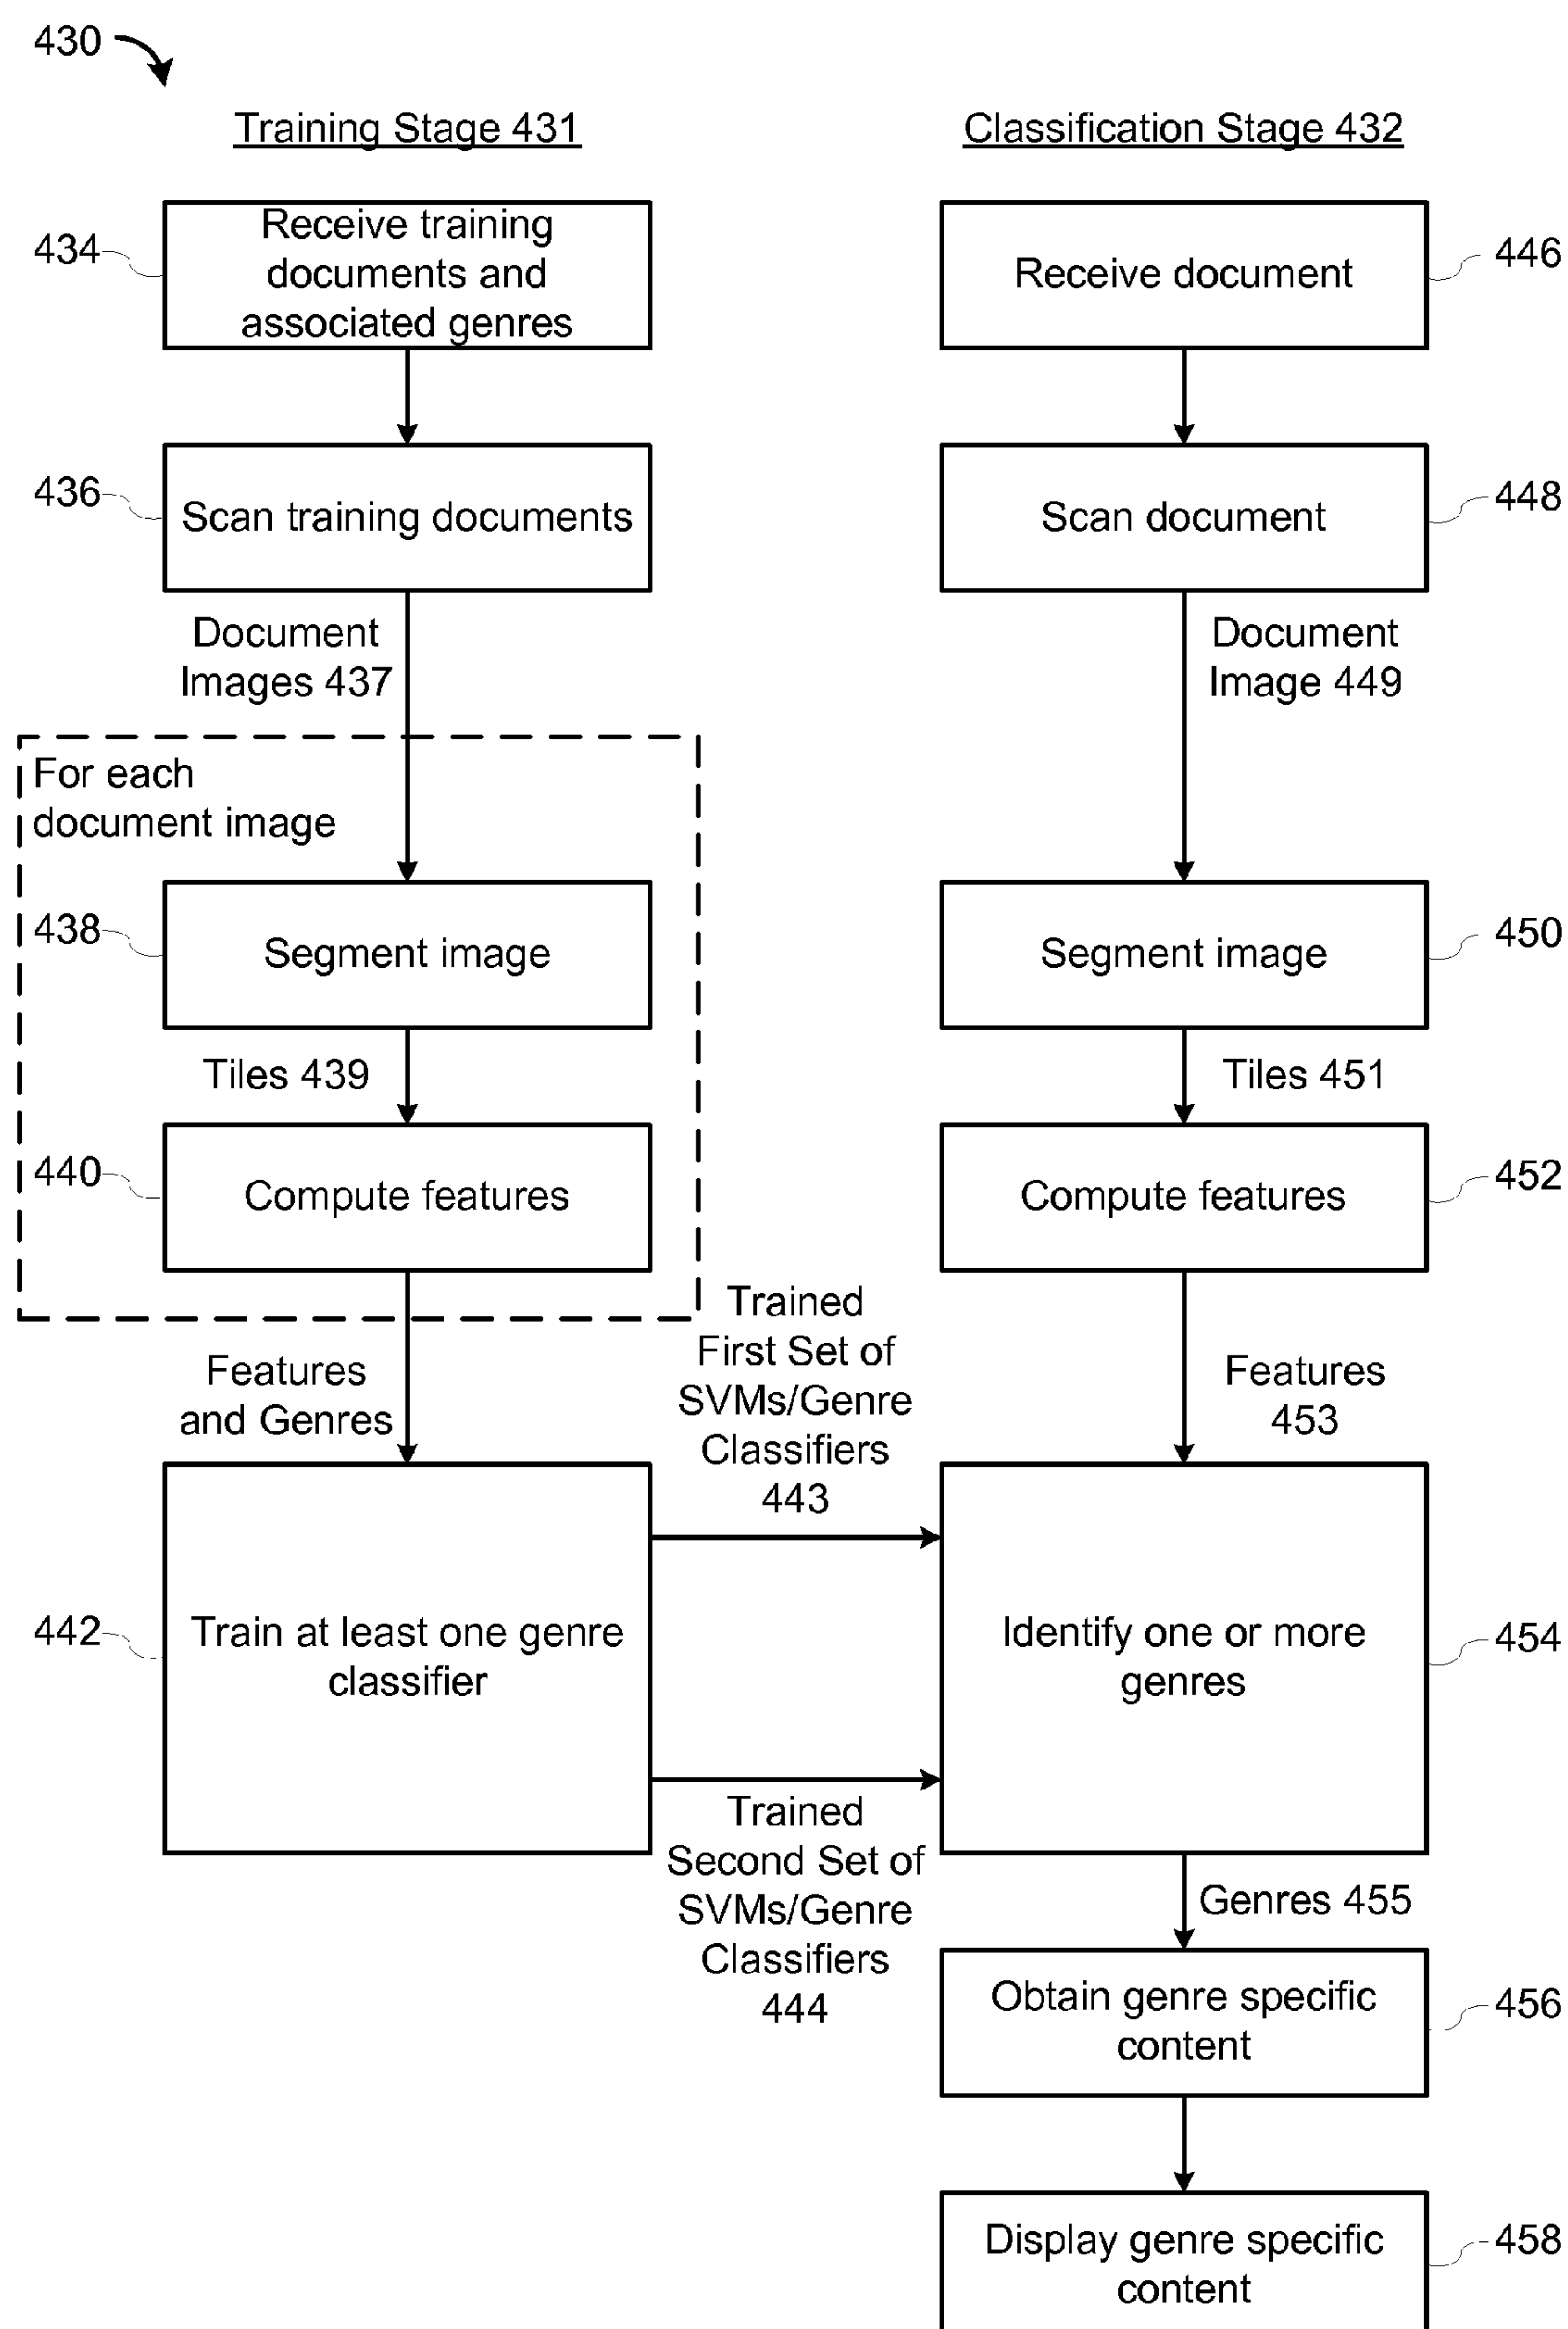 430
Training Stage 431
434
Receive training
documents and
associated genres
436
Scan training documents
Document
Images 437
For each
document image
438
Segment image
Tiles 439
440
Compute features
Features
and Genres
442
Train at least one genre
classifier
Trained
First Set of
SVMs/Genre
Classifiers
443
Trained
Second Set of
SVMs/Genre
Classifiers
444
Classification Stage 432
Receive document
446
Scan document
448
Document
Image 449
Segment image
450
Tiles 451
Compute features
452
Features
453
Identify one or more
genres
454
Genres 455
Obtain genre specific
content
456
Display genre specific
content
458